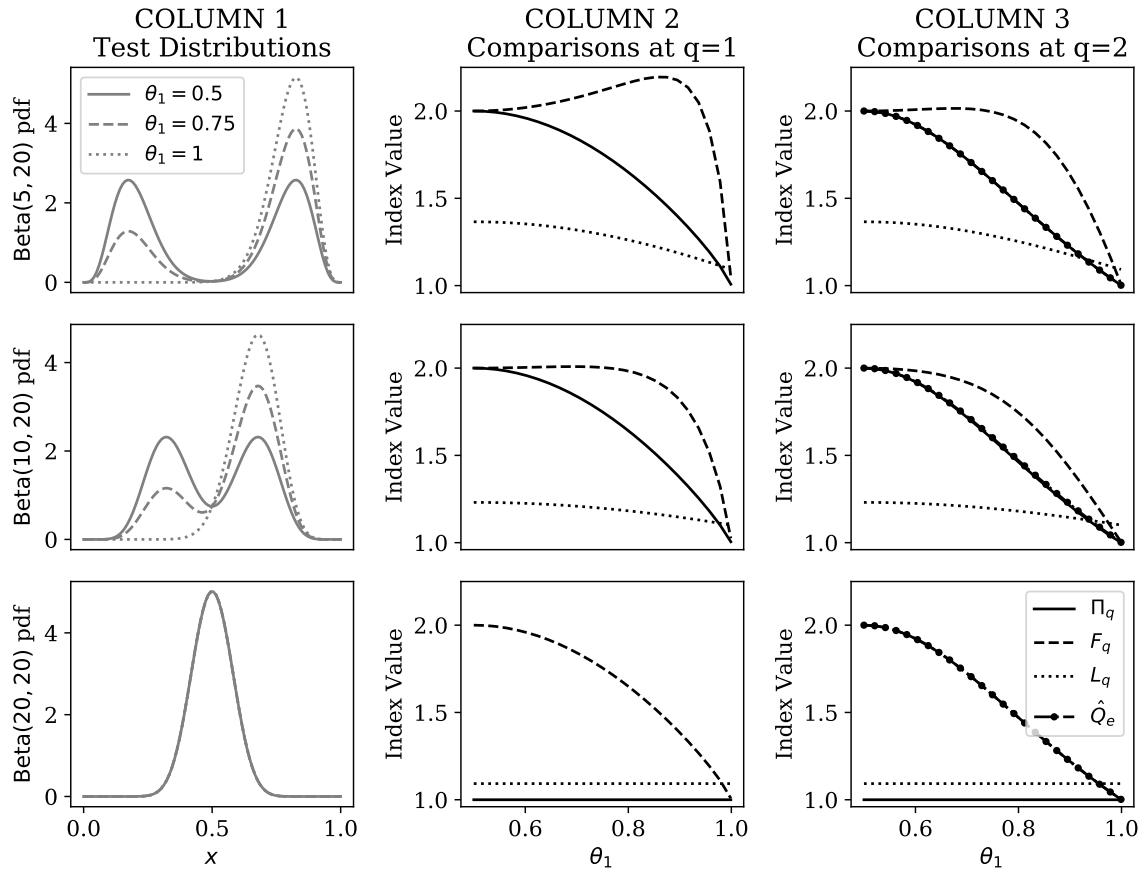 COLUMN 1
Test Distributions
COLUMN 2
Comparisons at q=1
COLUMN 3
Comparisons at q=2
Beta(5, 20) pdf
4
2
0
θ₁ = 0.5
θ₁ = 0.75
θ₁ = 1
Index Value
2.0
1.5
1.0
Index Value
2.0
1.5
1.0
Beta(10, 20) pdf
4
2
0
Index Value
2.0
1.5
1.0
Index Value
2.0
1.5
1.0
Beta(20, 20) pdf
4
2
0
0.0 0.5 1.0
x
Index Value
2.0
1.5
1.0
0.6 0.8 1.0
θ₁
Index Value
2.0
1.5
1.0
0.6 0.8 1.0
θ₁
Π_q
F_q
L_q
Q̂_e